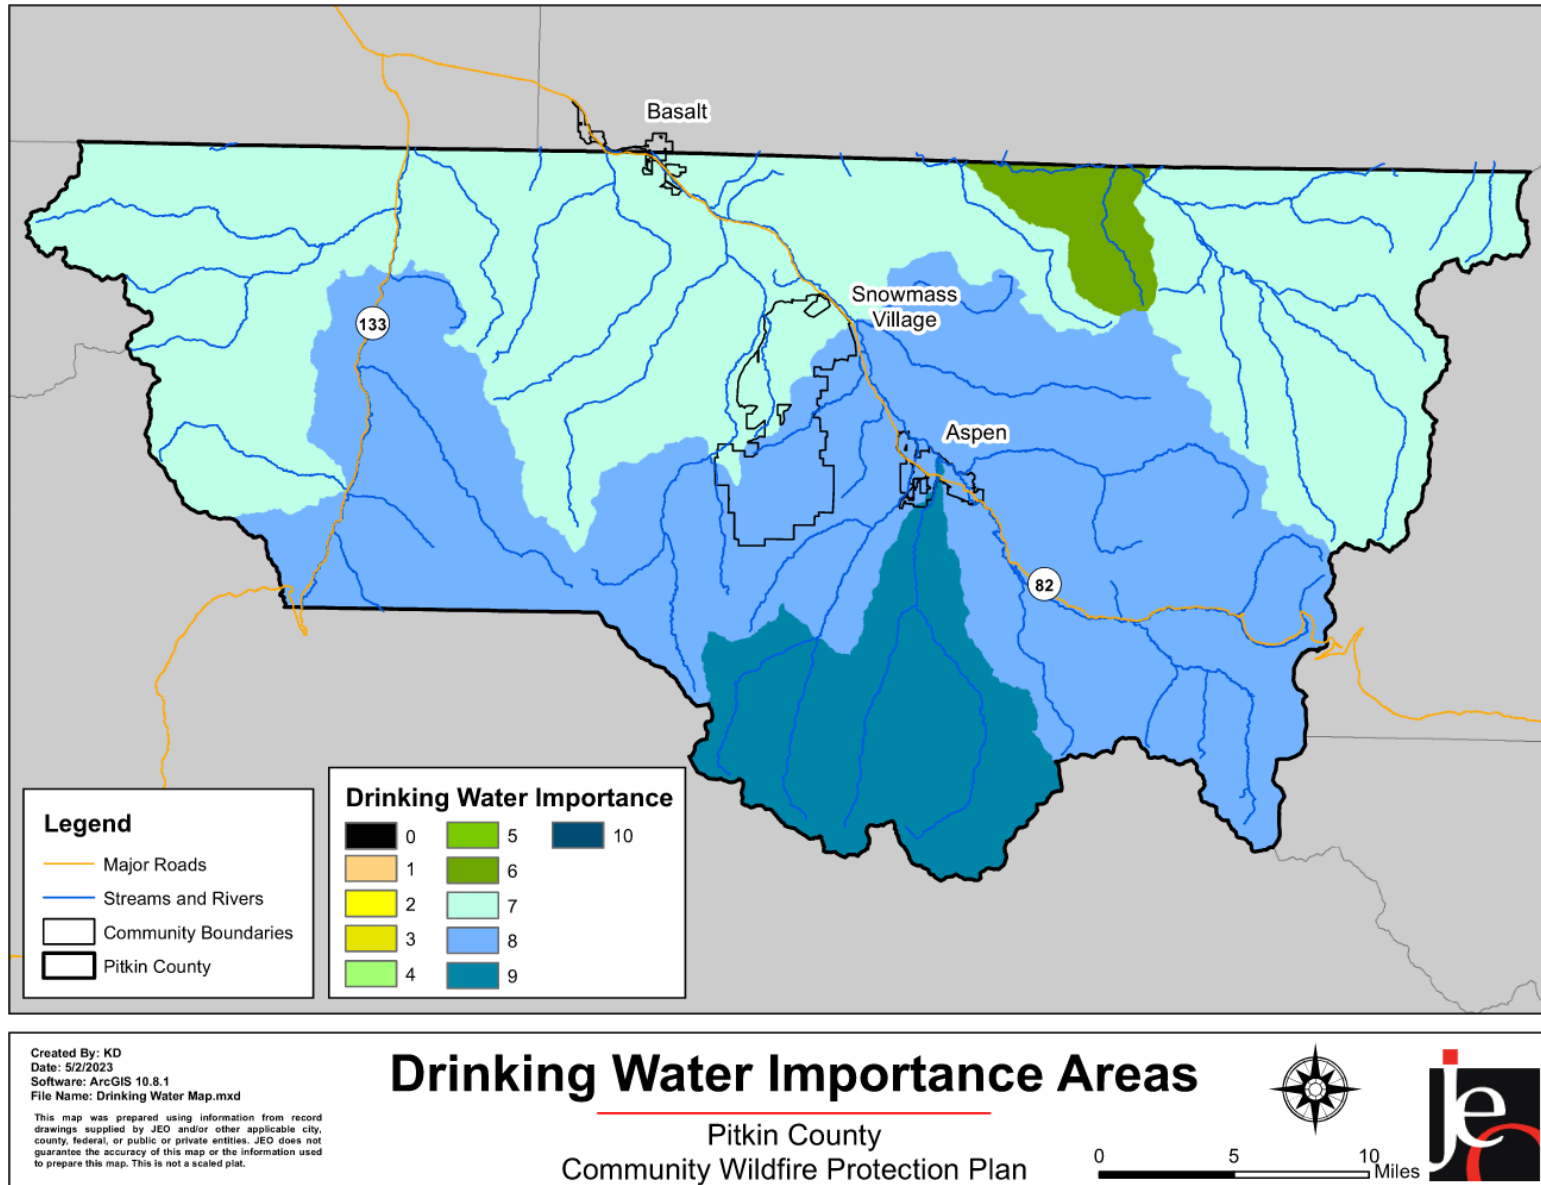 Basalt
Snowmass
Village
133
Aspen
82
Legend
Major Roads
Streams and Rivers
Community Boundaries
Pitkin County
Drinking Water Importance
0
1
2
3
4
5
6
7
8
9
10
Created By: KD
Date: 5/2/2023
Software: ArcGIS 10.8.1
File Name: Drinking Water Map.mxd
This map was prepared using information from record
drawings supplied by JEO and/or other applicable city,
county, federal, or public or private entities. JEO does not
guarantee the accuracy of this map or the information used
to prepare this map. This is not a scaled plat.
Drinking Water Importance Areas
Pitkin County
Community Wildfire Protection Plan
0 5 10
Miles
jeo